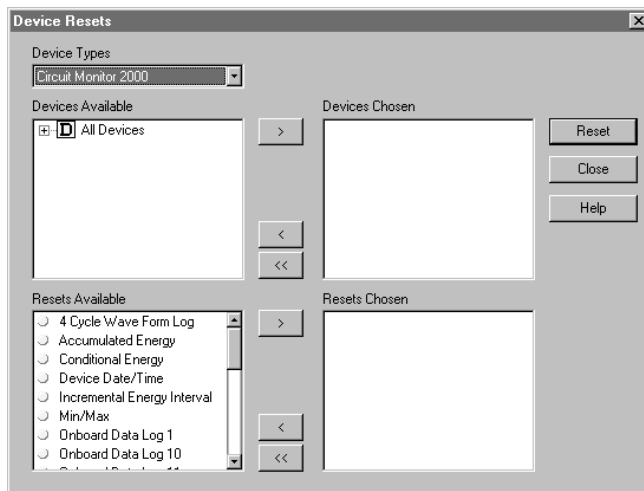 Device Resets
Device Types
Circuit Monitor 2000
Devices Available
Devices Chosen
D All Devices
>
Reset
Close
Help
<
<<
Resets Available
Resets Chosen
4 Cycle Wave Form Log
Accumulated Energy
Conditional Energy
Device Date/Time
Incremental Energy Interval
Min/Max
Onboard Data Log 1
Onboard Data Log 10
>
<
<<